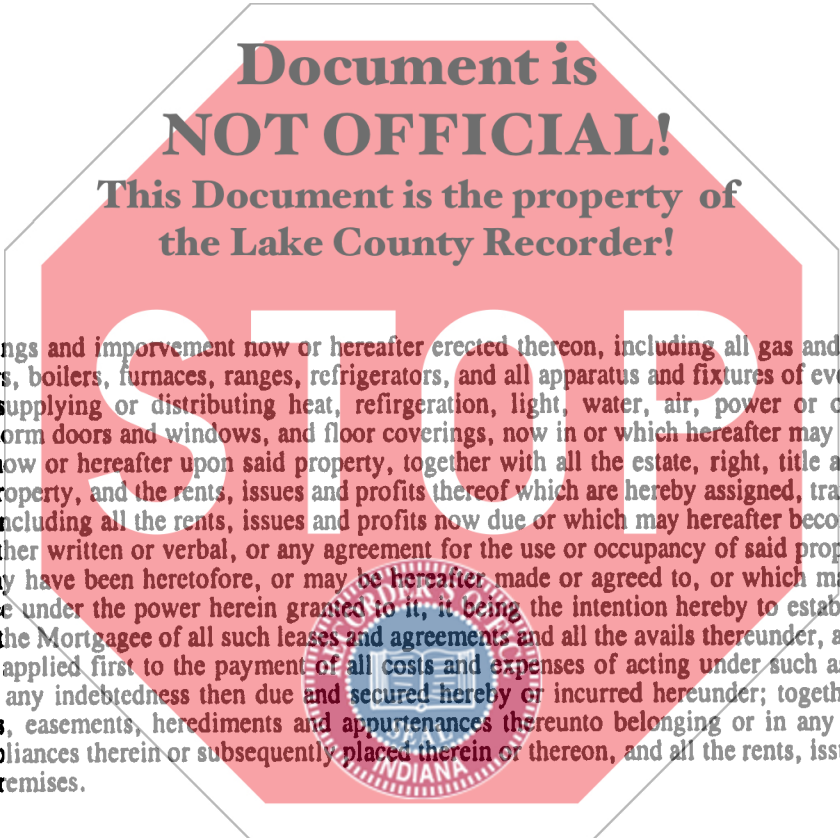 Document is
NOT OFFICIAL!
This Document is the property of
the Lake County Recorder!
STOP
ngs and imporvement now or hereafter erected thereon, including all gas and
s, boilers, furnaces, ranges, refrigerators, and all apparatus and fixtures of eve
supplying or distributing heat, refirgeration, light, water, air, power or o
orm doors and windows, and floor coverings, now in or which hereafter may
ow or hereafter upon said property, together with all the estate, right, title a
roperty, and the rents, issues and profits thereof which are hereby assigned, tra
ncluding all the rents, issues and profits now due or which may hereafter beco
ther written or verbal, or any agreement for the use or occupancy of said prop
y have been heretofore, or may be hereafter made or agreed to, or which m
e under the power herein granted to it, it being the intention hereby to estab
the Mortgagee of all such leases and agreements and all the avails thereunder, a
applied first to the payment of all costs and expenses of acting under such a
any indebtedness then due and secured hereby or incurred hereunder; togeth
s, easements, herediments and appurtenances thereunto belonging or in any
pliances therein or subsequently placed therein or thereon, and all the rents, iss
remises.
RECORDER'S OFFICE
SEAL
INDIANA